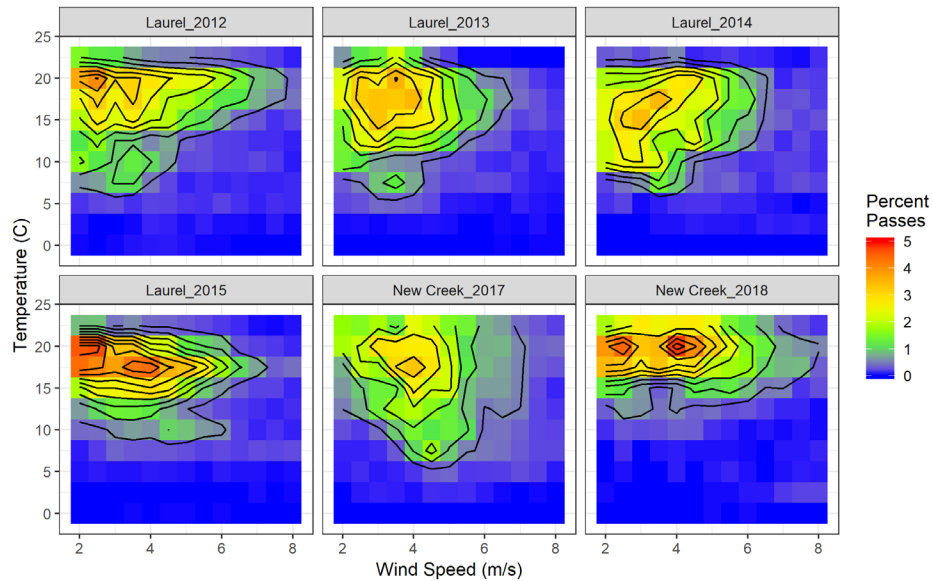 Laurel_2012
Laurel_2013
Laurel_2014
25
20
15
10
5
0
Laurel_2015
New Creek_2017
New Creek_2018
25
20
15
10
5
0
2 4 6 8
2 4 6 8
2 4 6 8
Temperature (C)
Wind Speed (m/s)
Percent
Passes
5
4
3
2
1
0